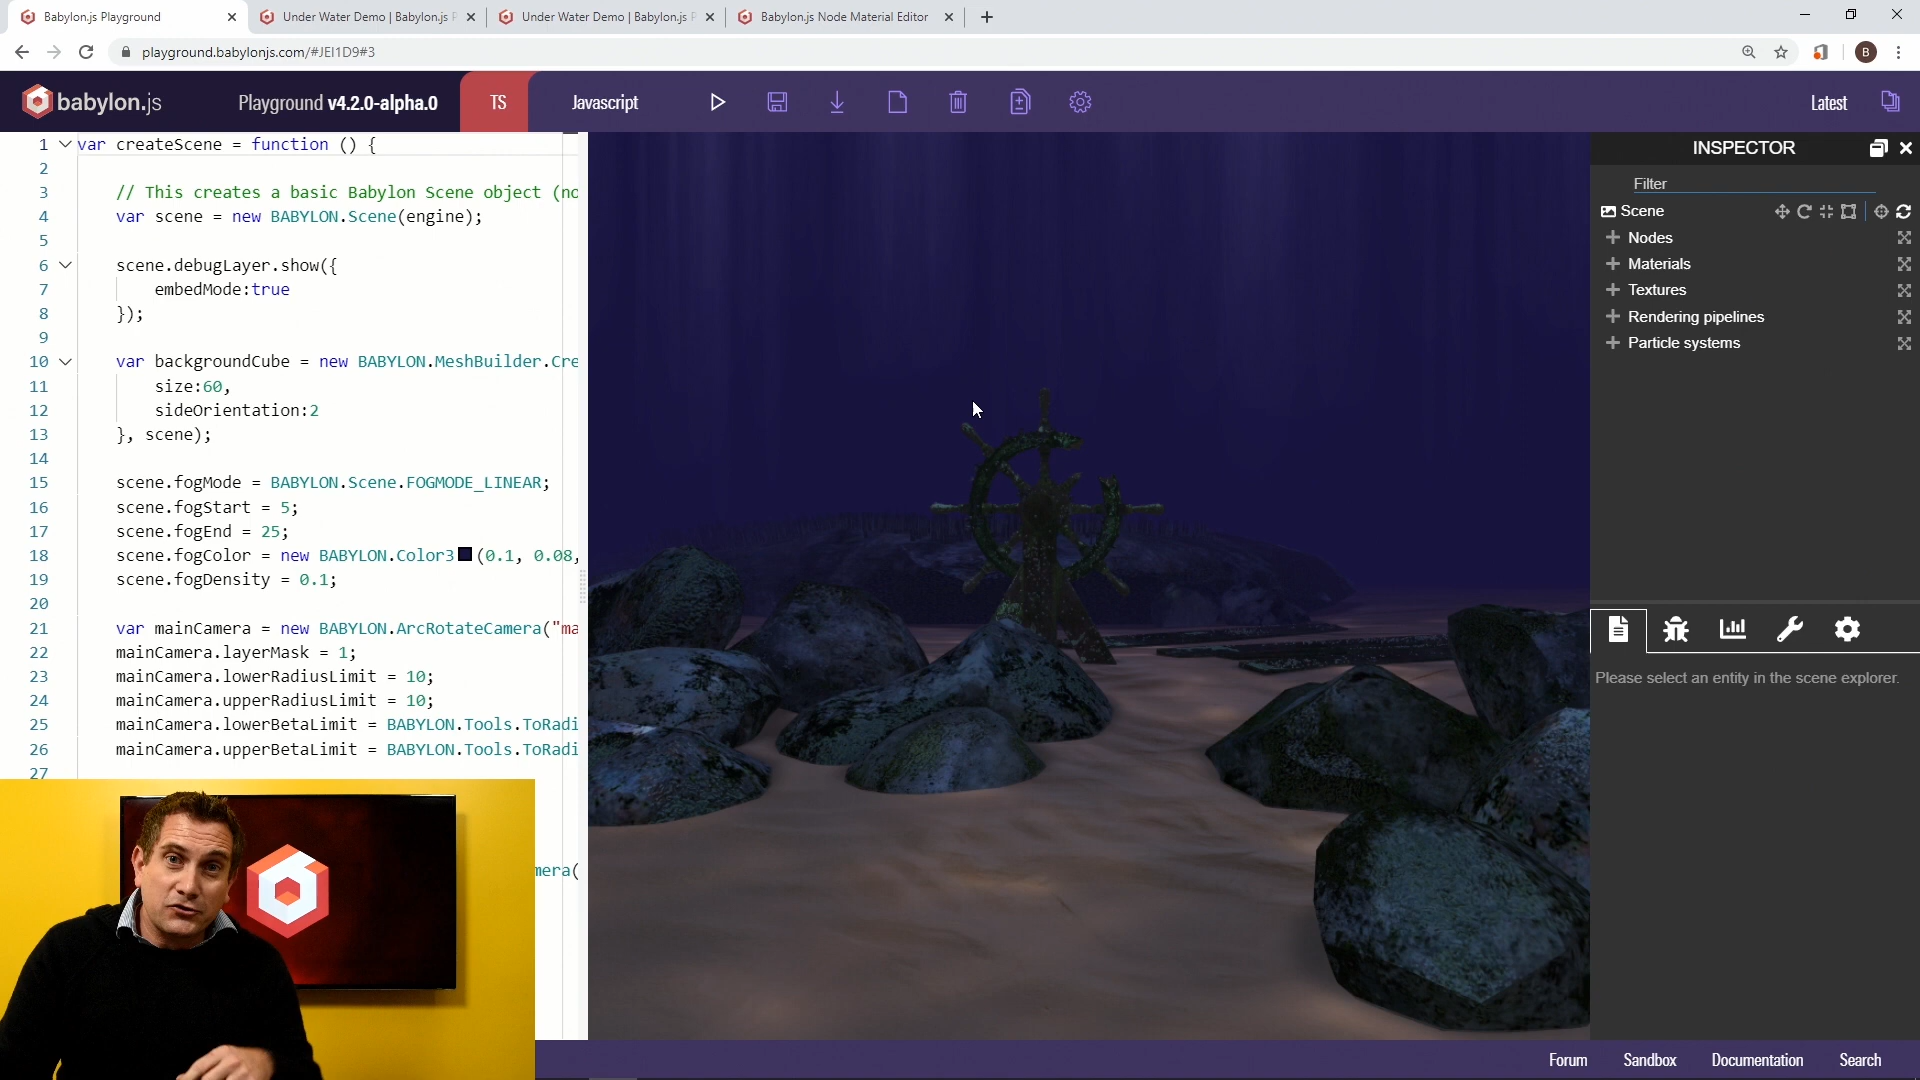 Babylon.js Playground
Under Water Demo | Babylon.js
Under Water Demo | Babylon.js
Babylon.js Node Material Editor
playground.babylonjs.com/#JEI1D9#3
B
babylon.js
Playground v4.2.0-alpha.0
TS
Javascript
Latest
1 var createScene = function () {
2
3 // This creates a basic Babylon Scene object (no
4 var scene = new BABYLON.Scene(engine);
5
6 scene.debugLayer.show({
7 embedMode:true
8 });
9
10 var backgroundCube = new BABYLON.MeshBuilder.Cre
11 size:60,
12 sideOrientation:2
13 }, scene);
14
15 scene.fogMode = BABYLON.Scene.FOGMODE_LINEAR;
16 scene.fogStart = 5;
17 scene.fogEnd = 25;
18 scene.fogColor = new BABYLON.Color3 (0.1, 0.08,
19 scene.fogDensity = 0.1;
20
21 var mainCamera = new BABYLON.ArcRotateCamera("ma
22 mainCamera.layerMask = 1;
23 mainCamera.lowerRadiusLimit = 10;
24 mainCamera.upperRadiusLimit = 10;
25 mainCamera.lowerBetaLimit = BABYLON.Tools.ToRadi
26 mainCamera.upperBetaLimit = BABYLON.Tools.ToRadi
27
mera(
INSPECTOR
Filter
Scene
Nodes
Materials
Textures
Rendering pipelines
Particle systems
Please select an entity in the scene explorer.
Forum
Sandbox
Documentation
Search